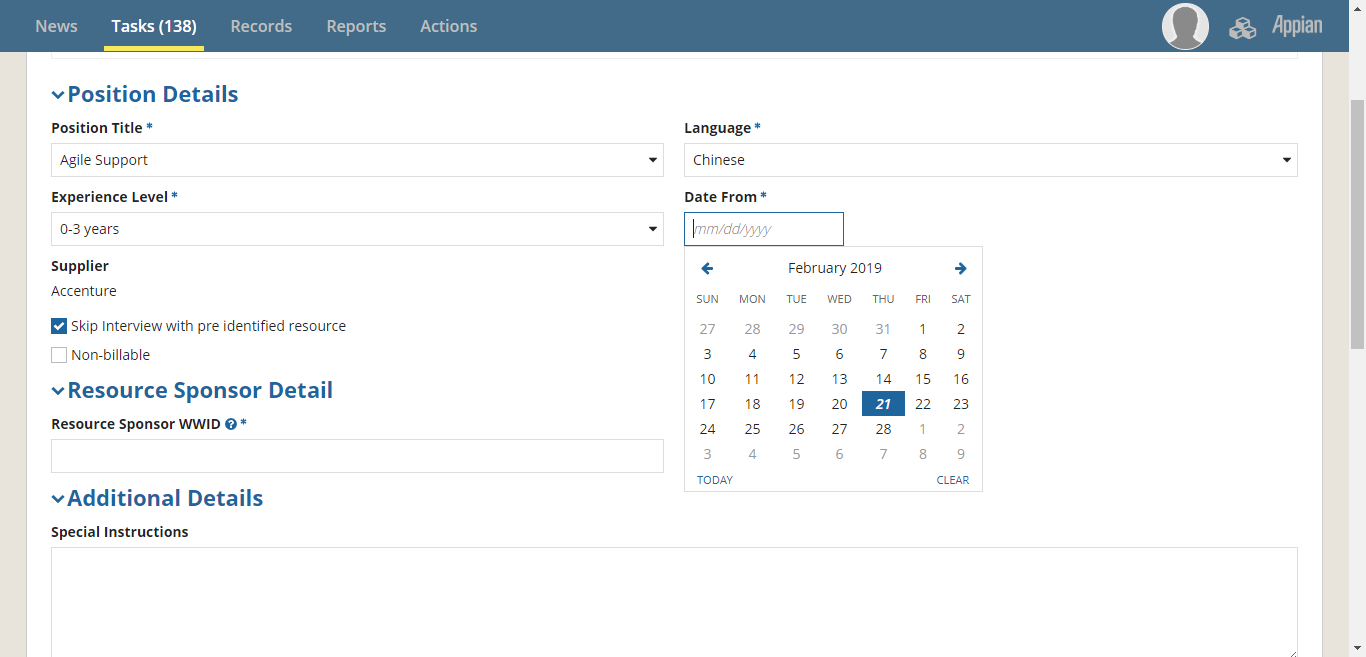 News Tasks (138) Records Reports Actions Appian
Position Details
Position Title *
Agile Support
Language *
Chinese
Experience Level *
0-3 years
Date From *
mm/dd/yyyy
February 2019
SUN MON TUE WED THU FRI SAT
27 28 29 30 31 1 2
3 4 5 6 7 8 9
10 11 12 13 14 15 16
17 18 19 20 21 22 23
24 25 26 27 28 1 2
3 4 5 6 7 8 9
TODAY CLEAR
Supplier
Accenture
Skip Interview with pre identified resource
Non-billable
Resource Sponsor Detail
Resource Sponsor WWID ? *
Additional Details
Special Instructions